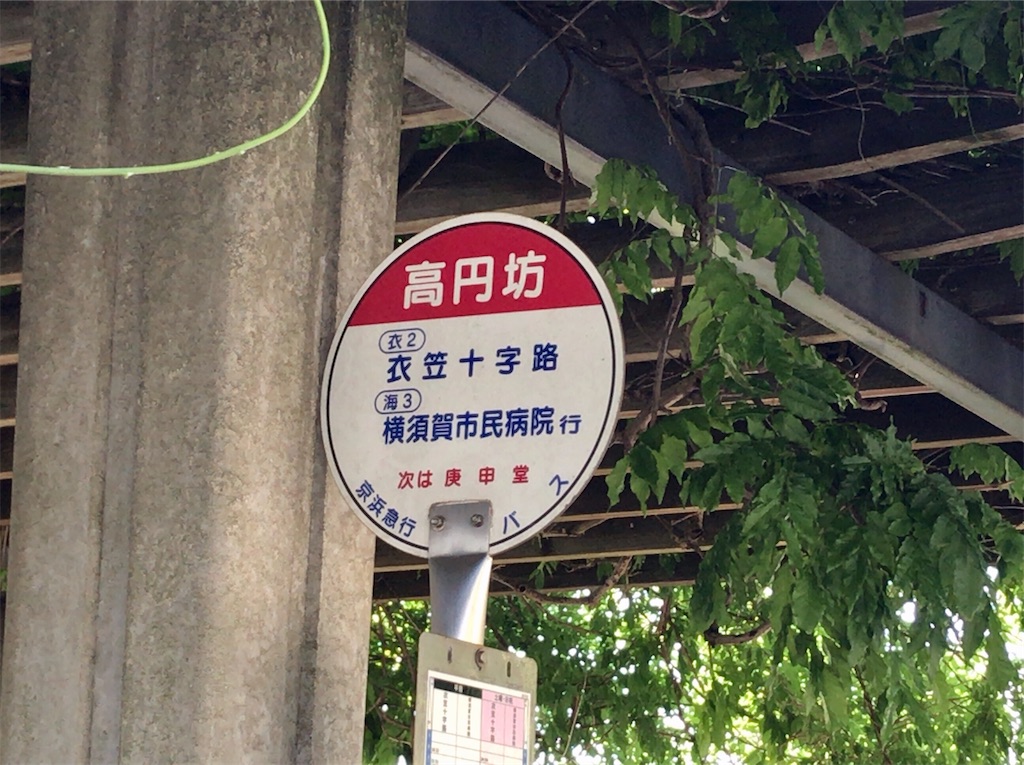 高円坊
衣2
衣笠十字路
海3
横須賀市民病院行
次は 庚申堂
京浜急行バス